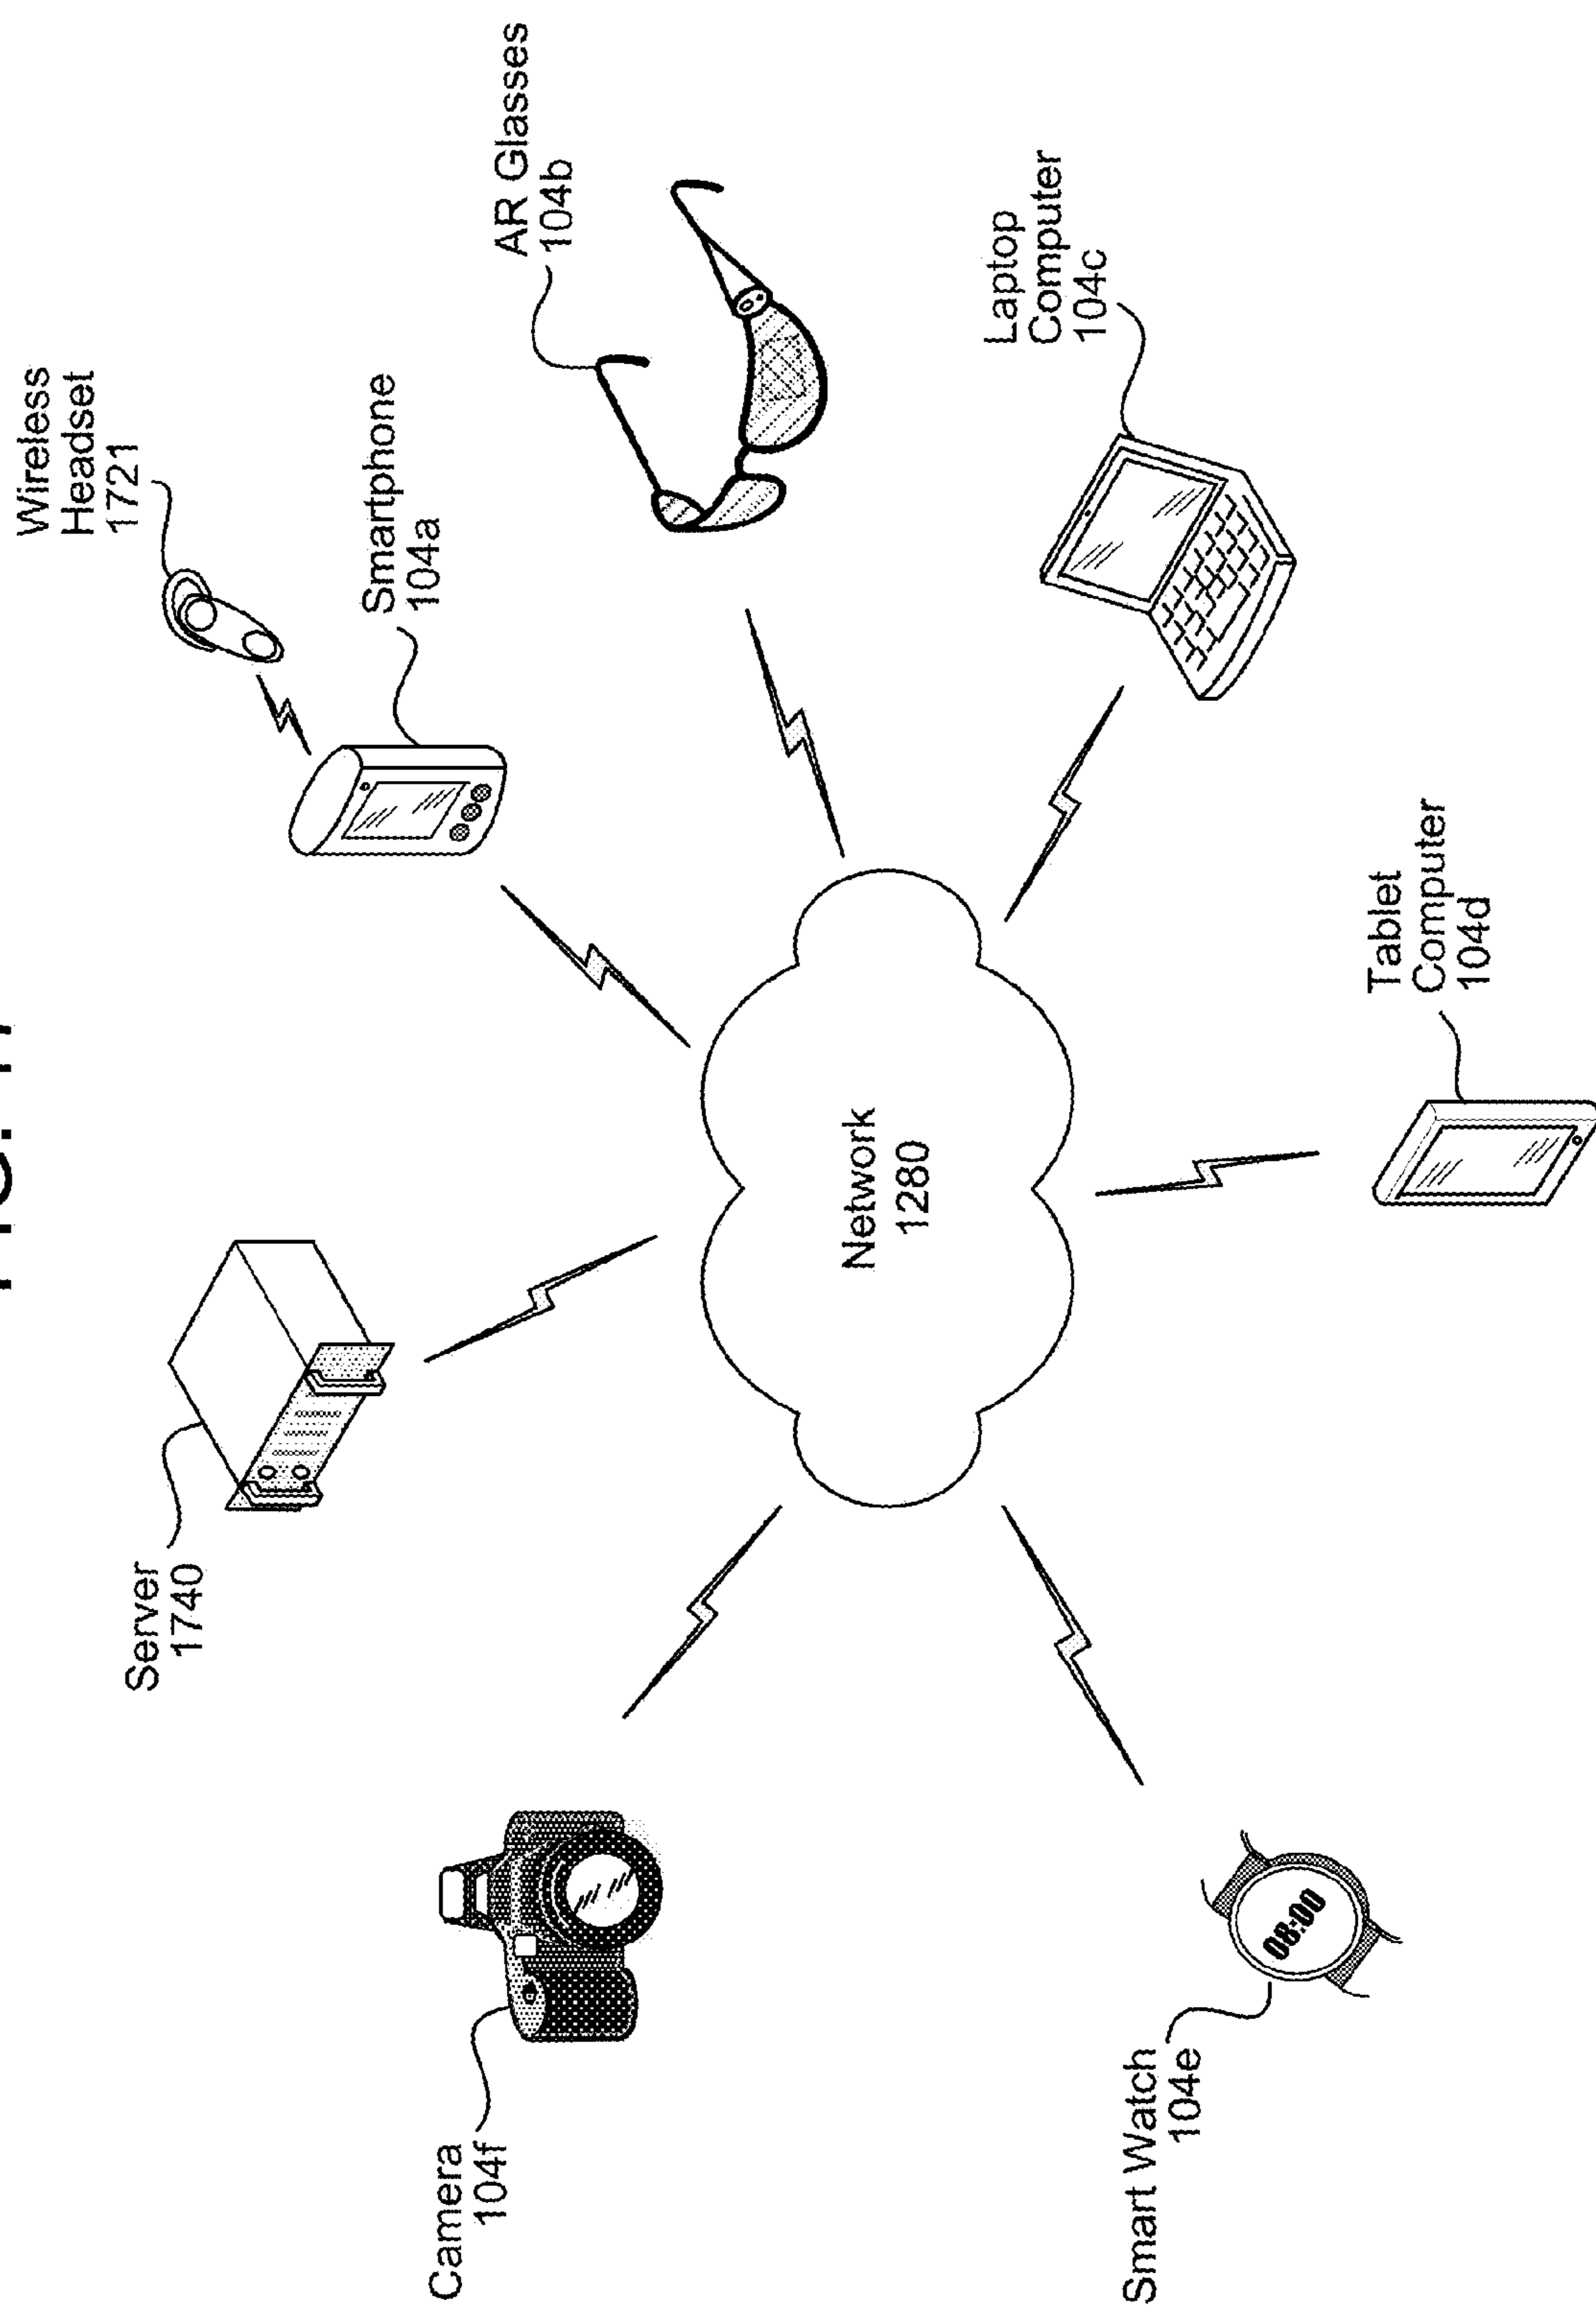 FIG. 17
Wireless
Headset
1721
Smartphone
104a
AR Glasses
104b
Laptop
Computer
104c
Tablet
Computer
104d
Network
1280
Server
1740
Camera
104f
Smart Watch
104e
08:00